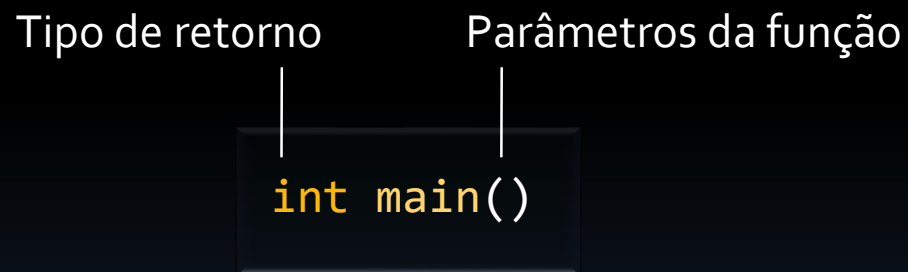 Tipo de retorno Parâmetros da função
int main()